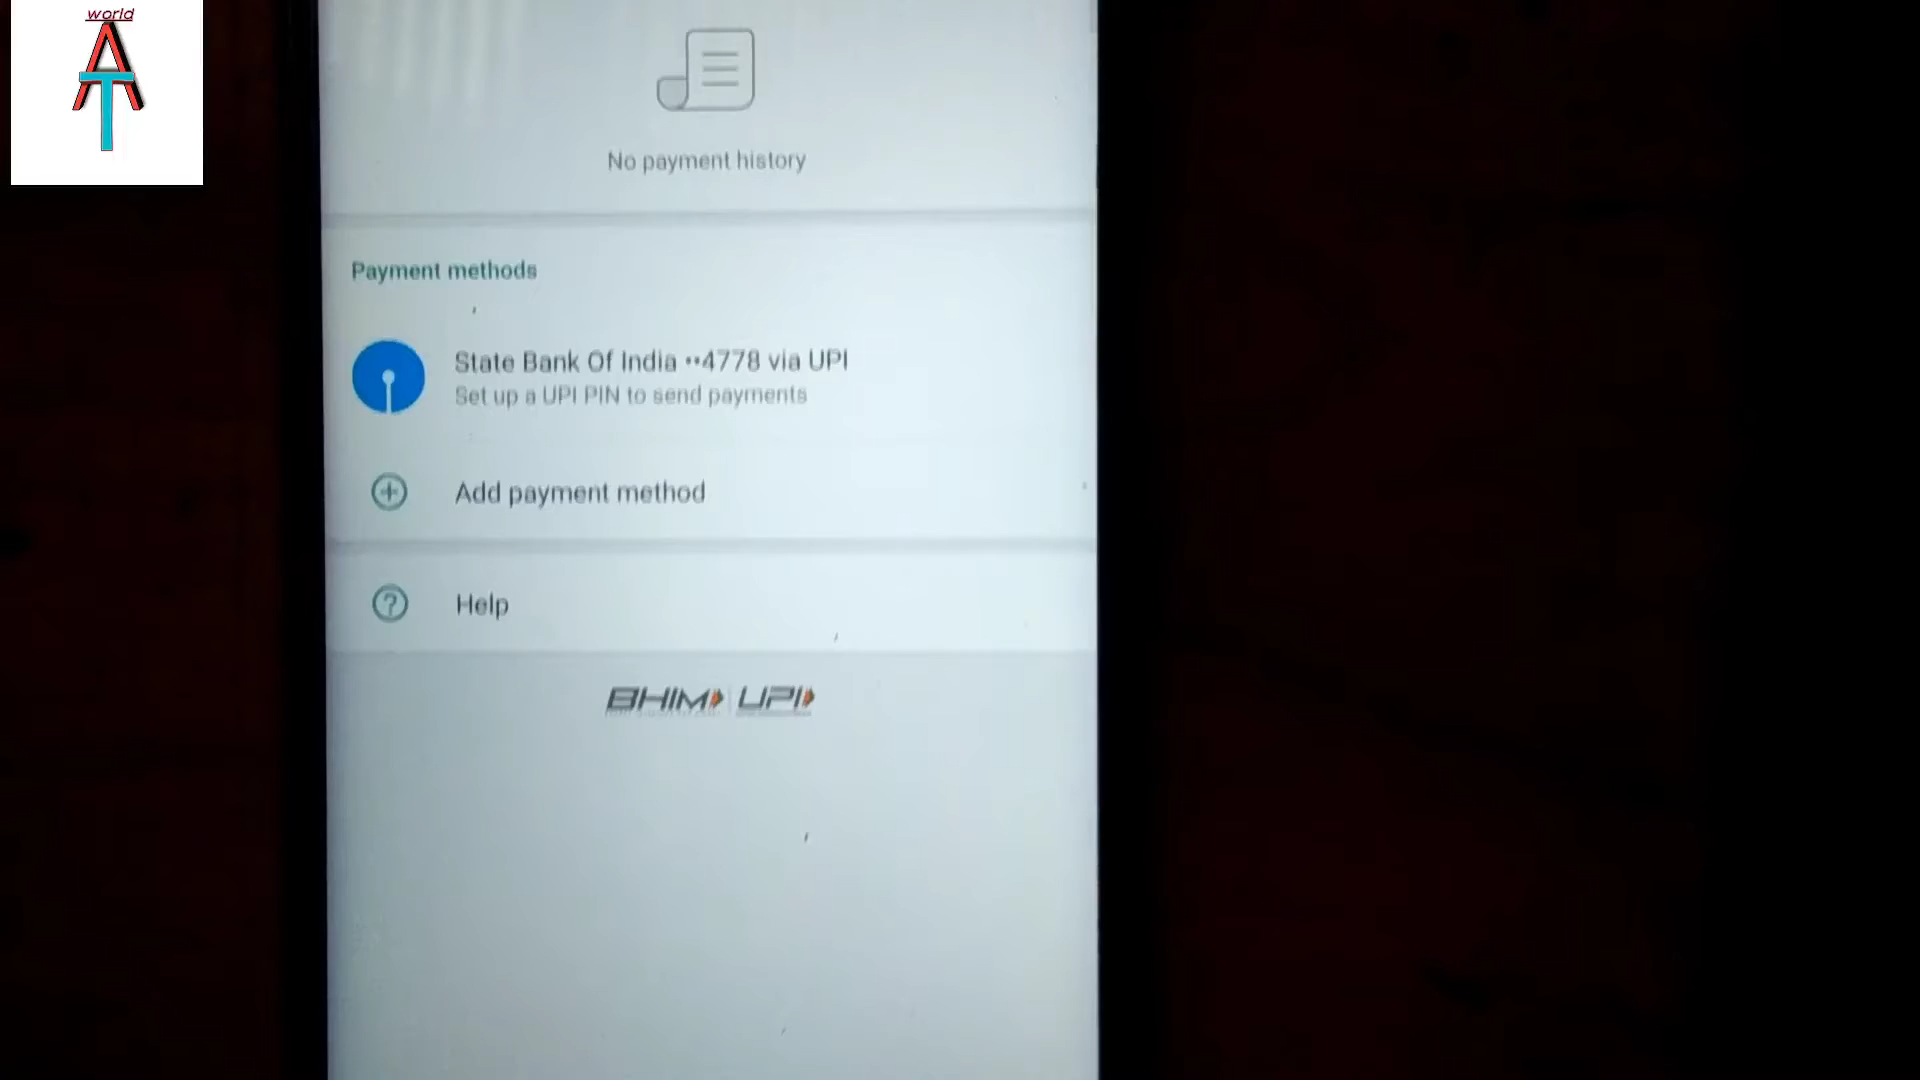 world
AT
No payment history
Payment methods
State Bank Of India ••4778 via UPI
Set up a UPI PIN to send payments
Add payment method
Help
BHIM UPI